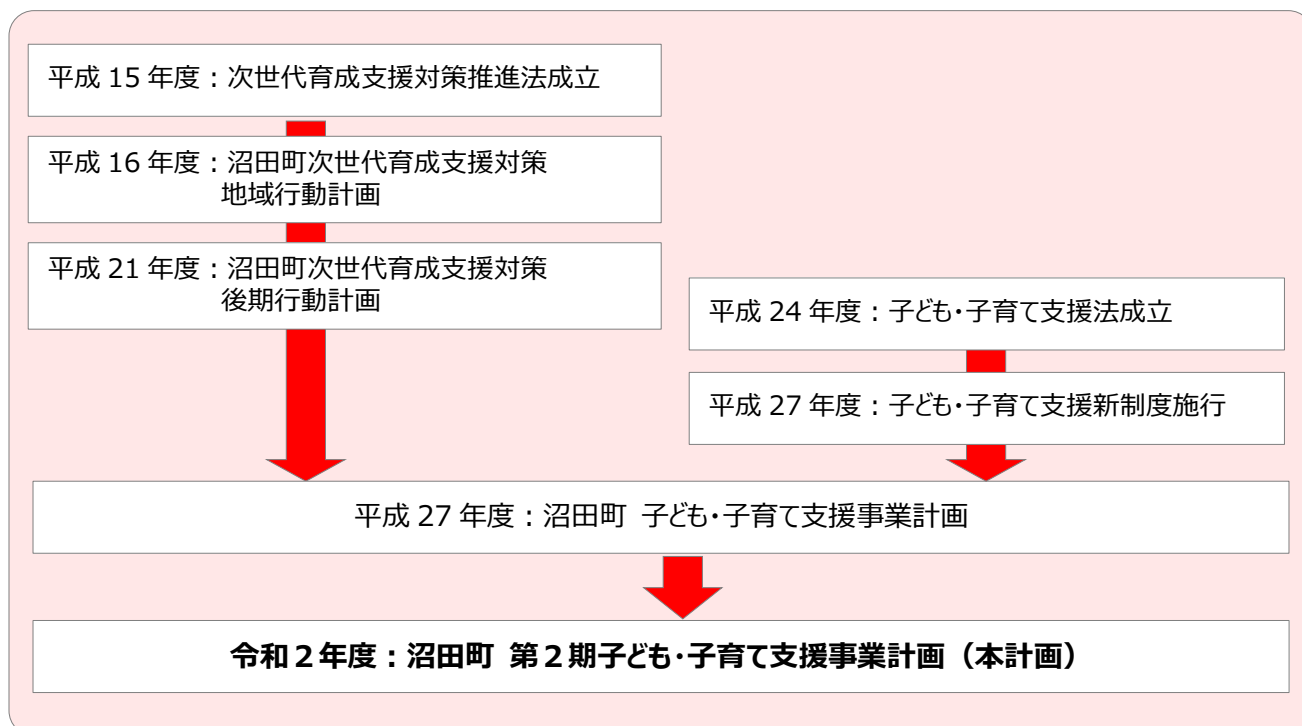 平成 15 年度：次世代育成支援対策推進法成立
平成 16 年度：沼田町次世代育成支援対策
地域行動計画
平成 21 年度：沼田町次世代育成支援対策
後期行動計画
平成 24 年度：子ども・子育て支援法成立
平成 27 年度：子ども・子育て支援新制度施行
平成 27 年度：沼田町 子ども・子育て支援事業計画
令和２年度：沼田町 第２期子ども・子育て支援事業計画（本計画）